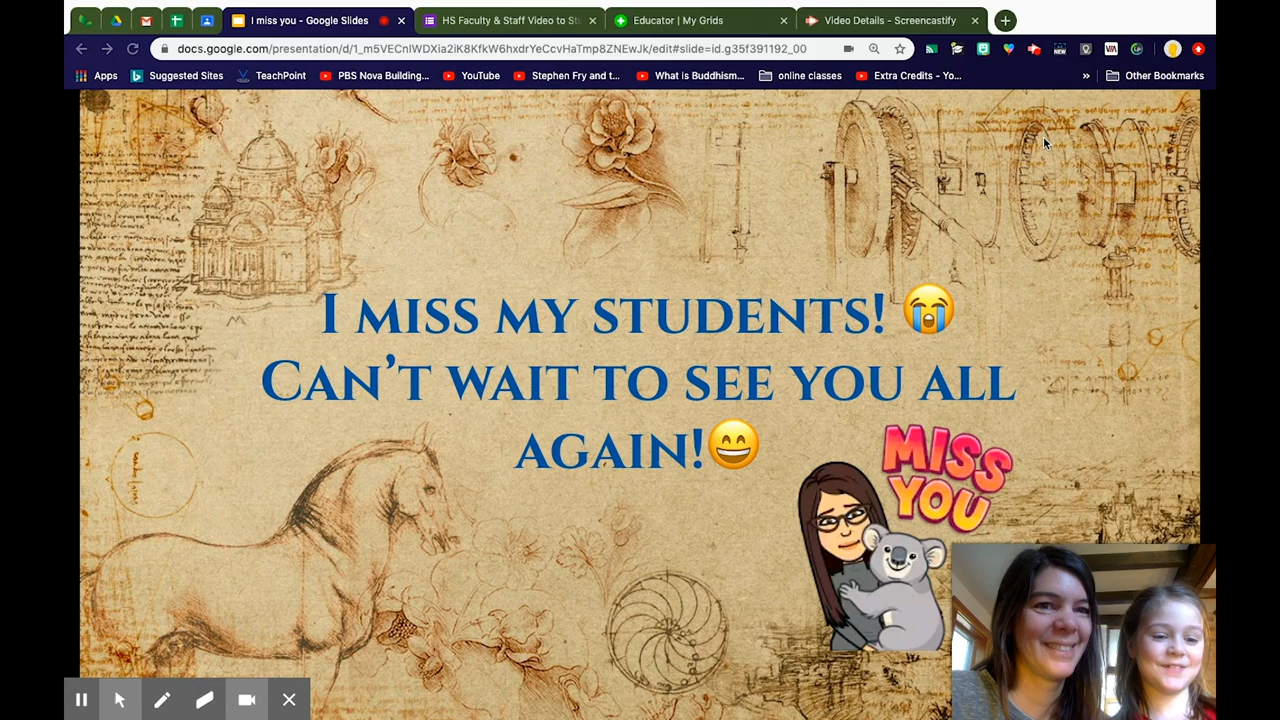 I miss you - Google Slides
HS Faculty & Staff Video to Stu
Educator | My Grids
Video Details - Screencastify
docs.google.com/presentation/d/1_m5VECnIWDXia2iK8KfkW6hxdrYeCcvHaTmp8ZNEwJk/edit#slide=id.g35f391192_00
Apps
Suggested Sites
TeachPoint
PBS Nova Building...
YouTube
Stephen Fry and t...
What is Buddhism...
online classes
Extra Credits - Yo...
»
Other Bookmarks
I MISS MY STUDENTS! 😭
CAN'T WAIT TO SEE YOU ALL
AGAIN!😄
MISS
YOU